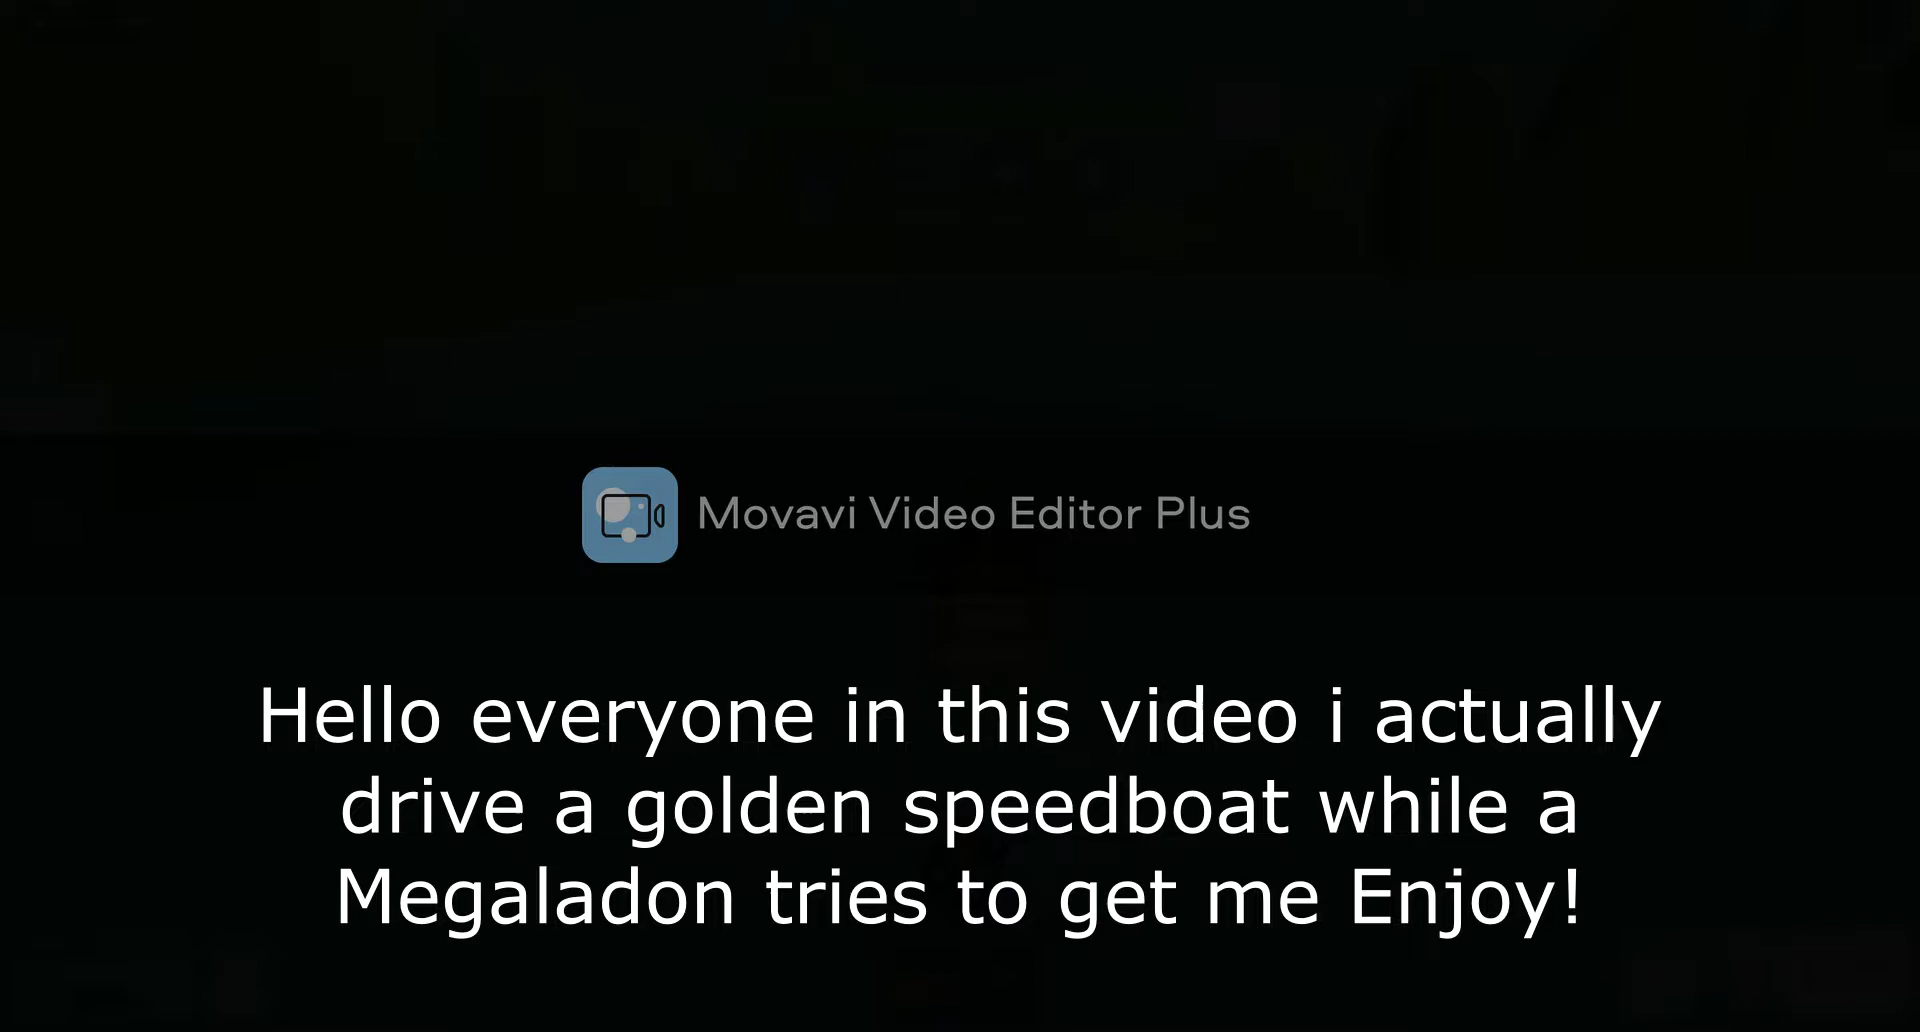 Movavi Video Editor Plus
Hello everyone in this video i actually
drive a golden speedboat while a
Megaladon tries to get me Enjoy!